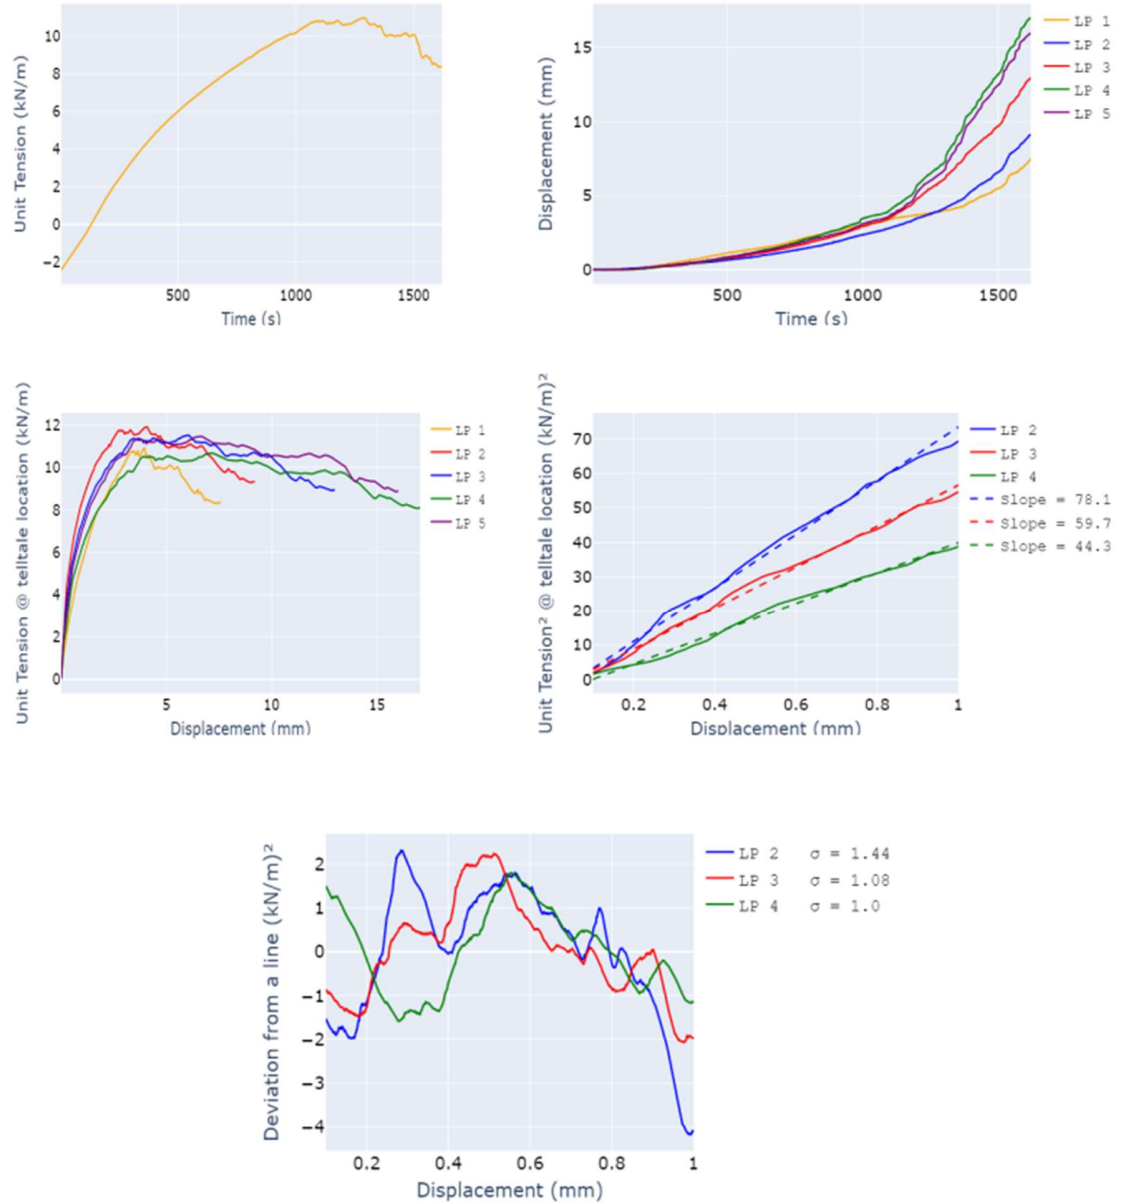 Unit Tension (kN/m)
10
8
6
4
2
0
−2
500
1000
1500
Time (s)
Displacement (mm)
15
10
5
0
500
1000
1500
Time (s)
LP 1
LP 2
LP 3
LP 4
LP 5
Unit Tension @ telltale location (kN/m)
12
10
8
6
4
2
0
5
10
15
Displacement (mm)
LP 1
LP 2
LP 3
LP 4
LP 5
Unit Tension² @ telltale location (kN/m)²
70
60
50
40
30
20
10
0
0.2
0.4
0.6
0.8
1
Displacement (mm)
LP 2
LP 3
LP 4
Slope = 78.1
Slope = 59.7
Slope = 44.3
Deviation from a line (kN/m)²
2
1
0
−1
−2
−3
−4
0.2
0.4
0.6
0.8
1
Displacement (mm)
LP 2 σ = 1.44
LP 3 σ = 1.08
LP 4 σ = 1.0